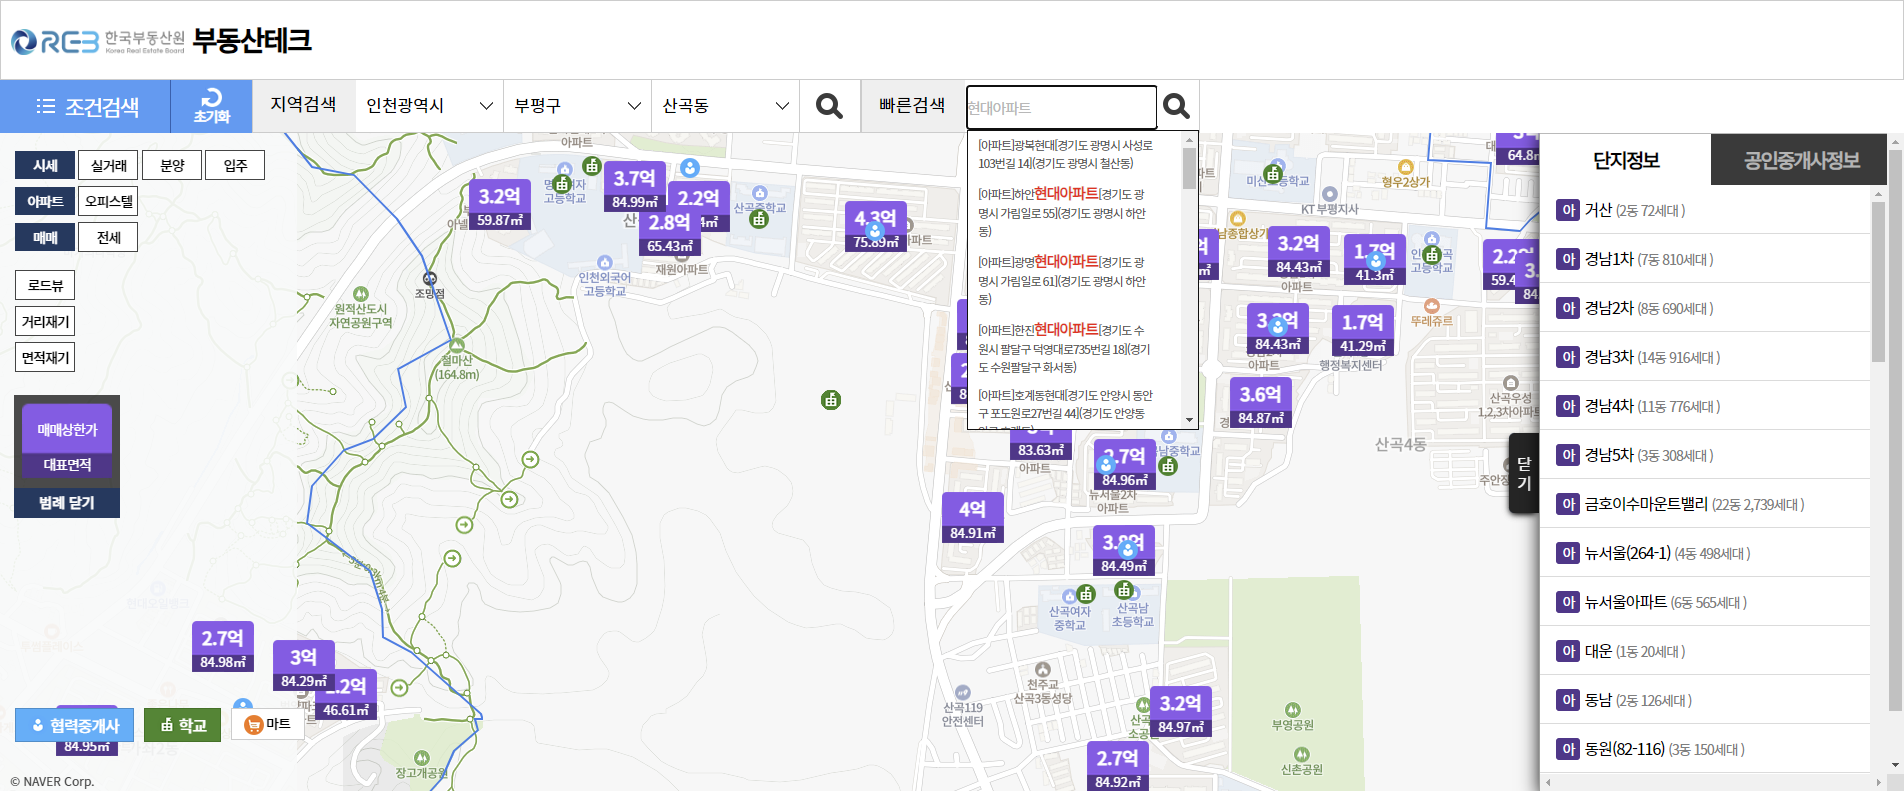 REB 한국부동산원 부동산테크
Korea Real Estate Board
조건검색
초기화
지역검색
인천광역시
부평구
산곡동
빠른검색
현대아파트
[아파트]광복현대[경기도 광명시 사성로
103번길 14](경기도 광명시 철산동)
[아파트]하안현대아파트[경기도 광
명시 가림일로 55](경기도 광명시 하안
동)
[아파트]광명현대아파트[경기도 광
명시 가림일로 61](경기도 광명시 하안
동)
[아파트]한진현대아파트[경기도 수
원시 팔달구 덕영대로735번길 18](경기
도 수원팔달구 화서동)
[아파트]호계동현대[경기도 안양시 동안
구 포도원로27번길 44](경기도 안양동
시세 실거래 분양 입주
아파트 오피스텔
매매 전세
로드뷰
거리재기
면적재기
매매상한가
대표면적
범례 닫기
협력중개사 학교 마트
© NAVER Corp.
아파트
3.2억
59.87㎡
고등학교
3.7억
84.99㎡
2.2억
2.8억
65.43㎡
산곡중학교
4.3억
75.89㎡
재원아파트
인천외국어
고등학교
조망점
원적산도시
자연공원구역
철마산
(164.8m)
미산초등학교
KT 부평지사
형우2상가
64.8
3.2억
84.43㎡
아파트
1.7억
41.3㎡
고등학교
2.2
59.4
84
뚜레쥬르
84.43㎡
아파트
1.7억
41.29㎡
행정복지센터
3.6억
84.87㎡
산곡우성
1,2,3차아파트
산곡4동
83.63㎡
아파트
2.7억
84.96㎡
뉴서울2차
아파트
4억
84.91㎡
84.49㎡
산곡여자
중학교
산곡남
초등학교
천주교
산곡3동성당
산곡119
안전센터
3.2억
84.97㎡
소공원
2.7억
84.92㎡
부영공원
신촌공원
2.7억
84.98㎡
3억
84.29㎡
46.61㎡
84.95㎡
장고개공원
닫
기
단지정보 공인중개사정보
아 거산 (2동 72세대 )
아 경남1차 (7동 810세대 )
아 경남2차 (8동 690세대 )
아 경남3차 (14동 916세대 )
아 경남4차 (11동 776세대 )
아 경남5차 (3동 308세대 )
아 금호이수마운트밸리 (22동 2,739세대 )
아 뉴서울(264-1) (4동 498세대 )
아 뉴서울아파트 (6동 565세대 )
아 대운 (1동 20세대 )
아 동남 (2동 126세대 )
아 동원(82-116) (3동 150세대 )